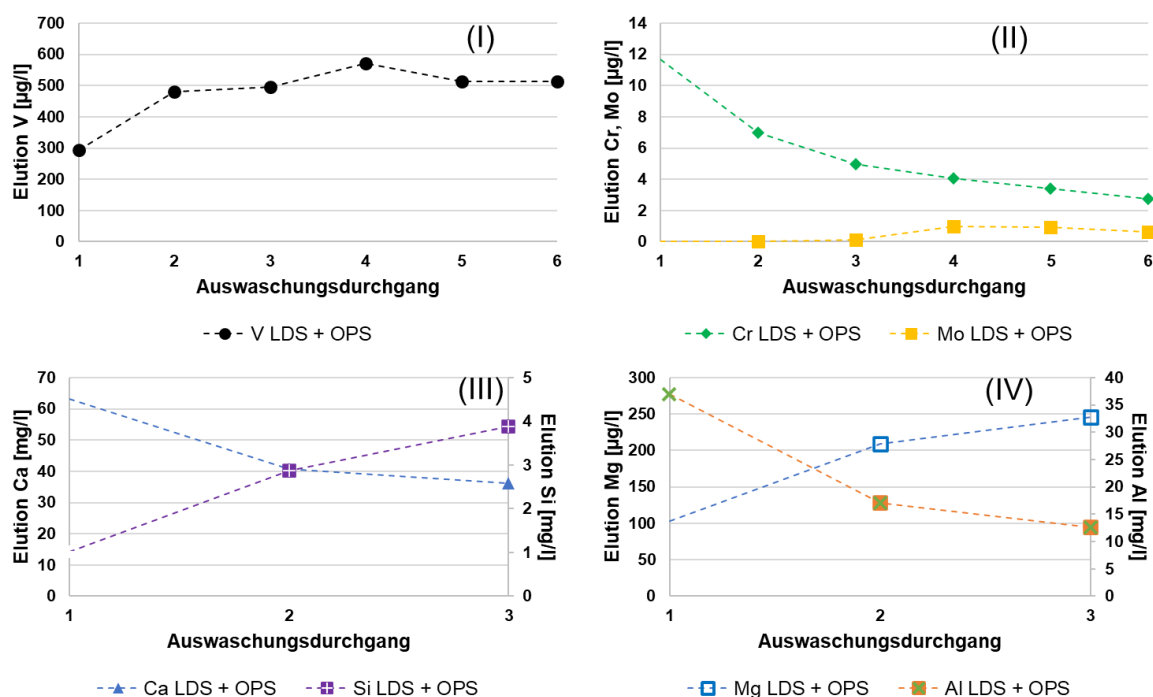 (I)
Elution V [µg/l]
700
600
500
400
300
200
100
0
1 2 3 4 5 6
Auswaschungsdurchgang
V LDS + OPS
(II)
Elution Cr, Mo [µg/l]
14
12
10
8
6
4
2
0
1 2 3 4 5 6
Auswaschungsdurchgang
Cr LDS + OPS Mo LDS + OPS
(III)
Elution Ca [mg/l]
70
60
50
40
30
20
10
0
5
4
3
2
1
0
Elution Si [mg/l]
1 2 3
Auswaschungsdurchgang
Ca LDS + OPS Si LDS + OPS
(IV)
Elution Mg [µg/l]
300
250
200
150
100
50
0
40
35
30
25
20
15
10
5
0
Elution Al [mg/l]
1 2 3
Auswaschungsdurchgang
Mg LDS + OPS Al LDS + OPS